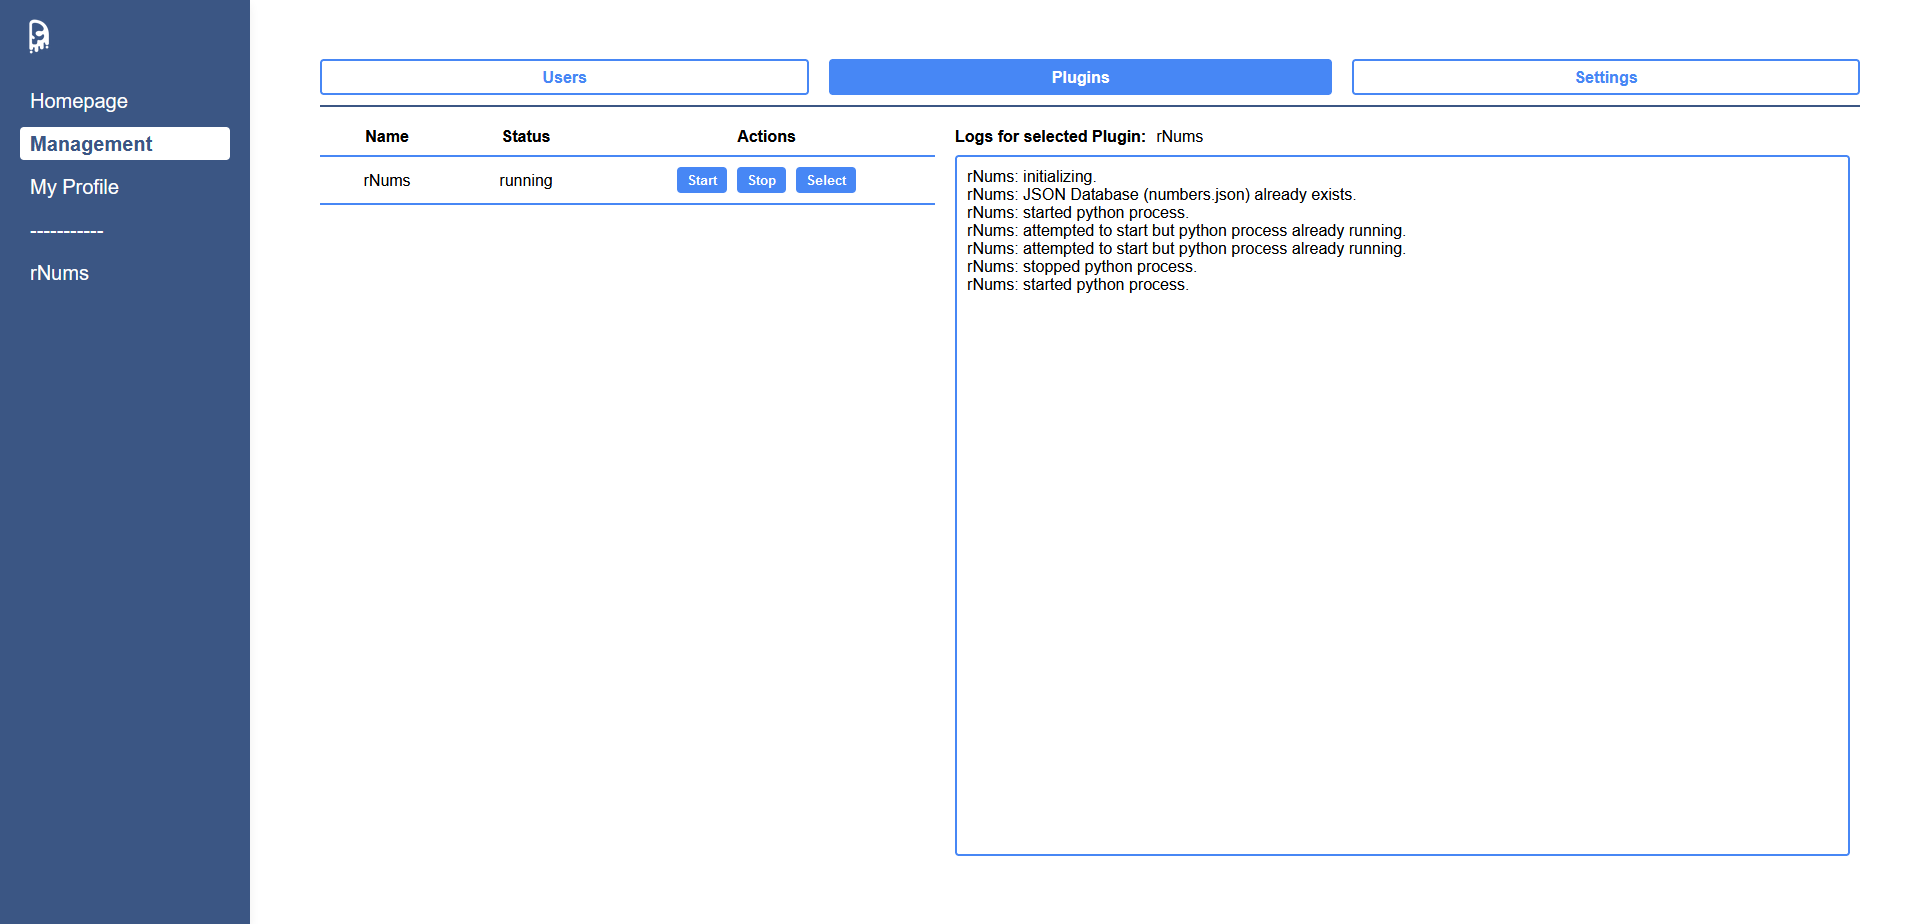 Homepage
Management
My Profile
-----------
rNums
Users Plugins Settings
Name Status Actions
rNums running Start Stop Select
Logs for selected Plugin: rNums
rNums: initializing.
rNums: JSON Database (numbers.json) already exists.
rNums: started python process.
rNums: attempted to start but python process already running.
rNums: attempted to start but python process already running.
rNums: stopped python process.
rNums: started python process.